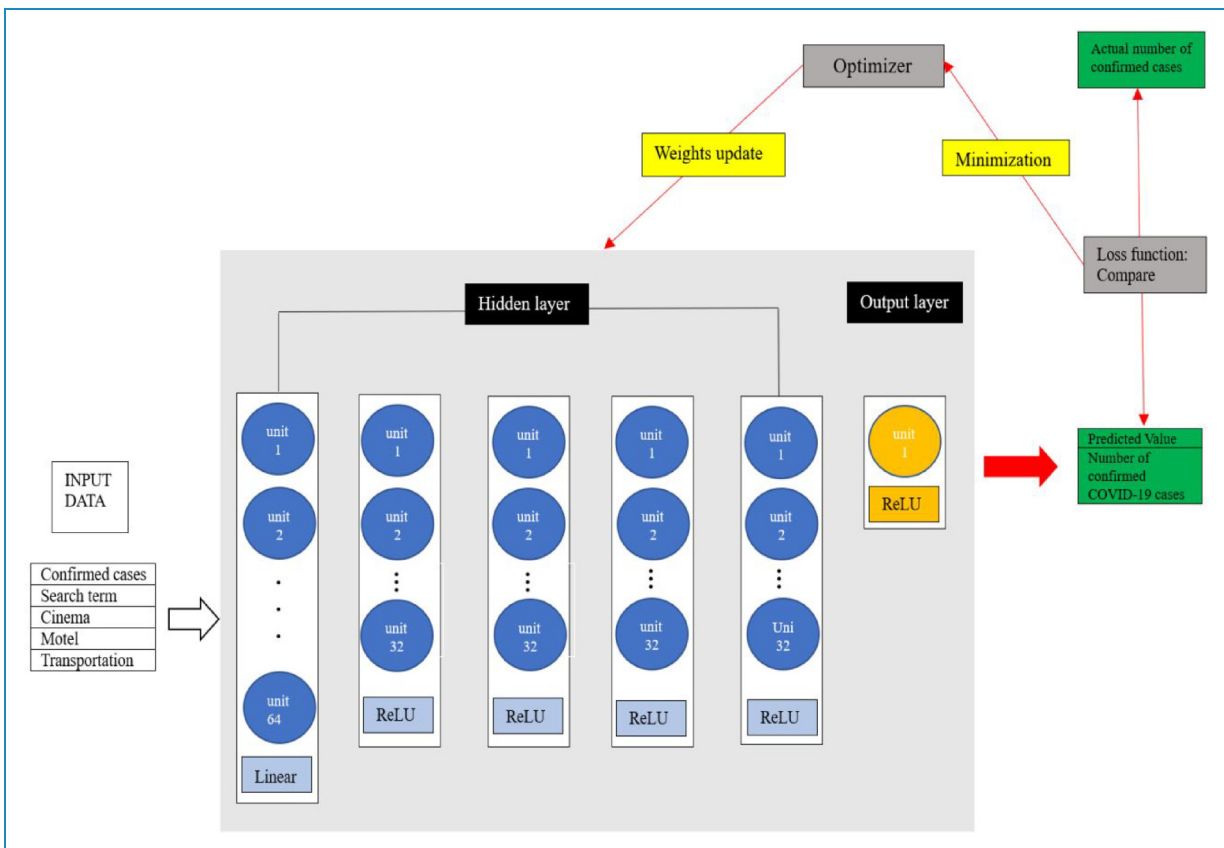 Optimizer
Actual number of
confirmed cases
Weights update
Minimization
Loss function:
Compare
Hidden layer
Output layer
INPUT
DATA
Confirmed cases
Search term
Cinema
Motel
Transportation
unit
1
unit
2
unit
64
Linear
unit
1
unit
2
unit
32
ReLU
unit
1
unit
2
unit
32
ReLU
unit
1
unit
2
unit
32
ReLU
unit
1
unit
2
Uni
32
ReLU
unit
1
ReLU
Predicted Value
Number of
confirmed
COVID-19 cases